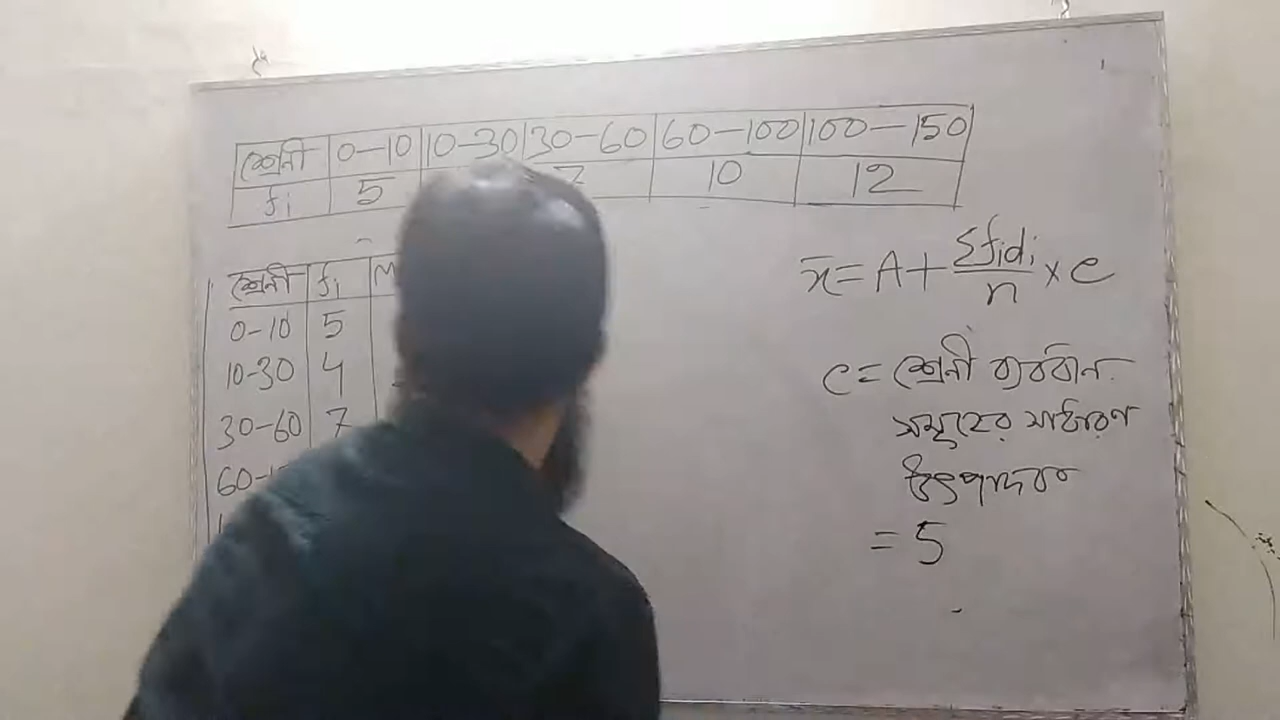 শ্রেনী 0-10 10-30 30-60 60-100 100-150
fi 5 7 10 12
শ্রেনী fi
0-10 5
10-30 4
30-60 7
x̄ = A + Σfidi/n × c
c = শ্রেনী ব্যবধান
সমূহের সাধারণ
উৎপাদক
= 5